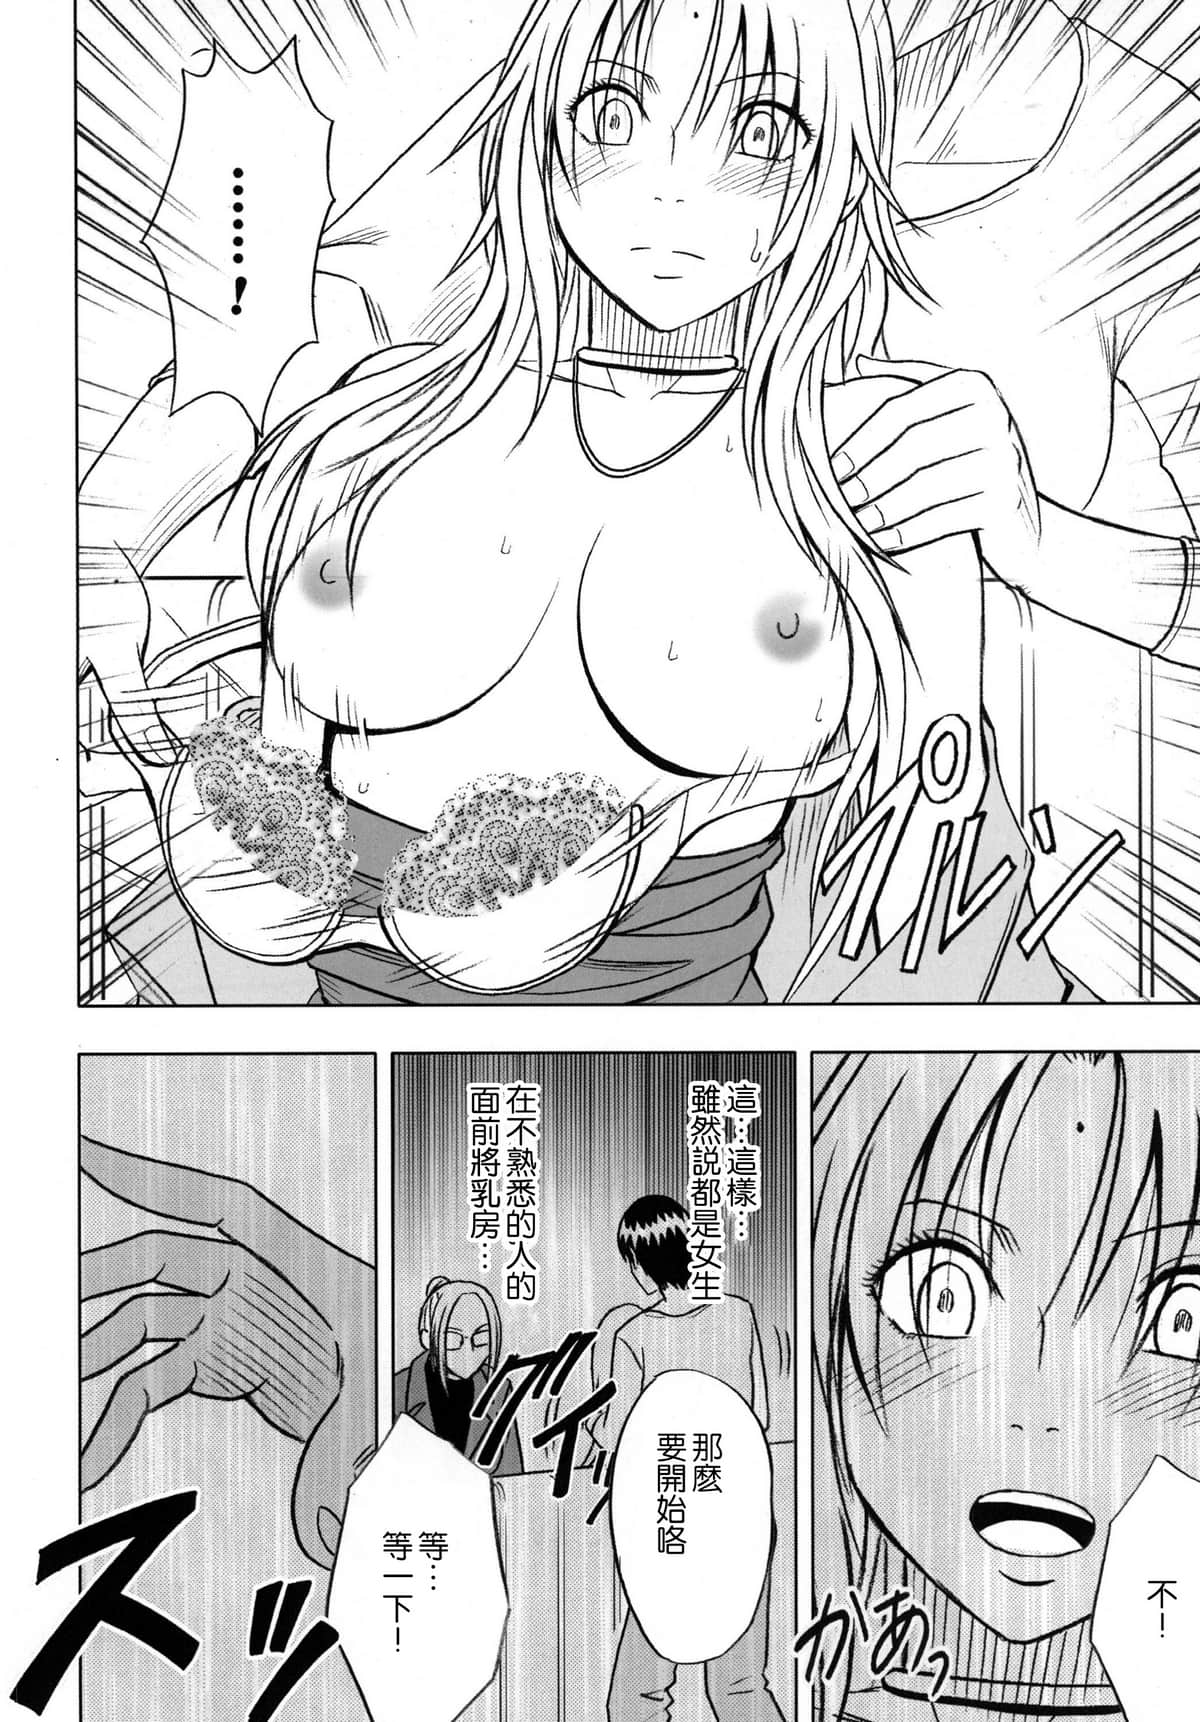 ……！
プルン
不！
かあっ
這…這樣…
雖然說都是女生
在不熟悉的人的
面前將乳房…
グイッ
那麼
要開始咯
等…
等一下！
スッ